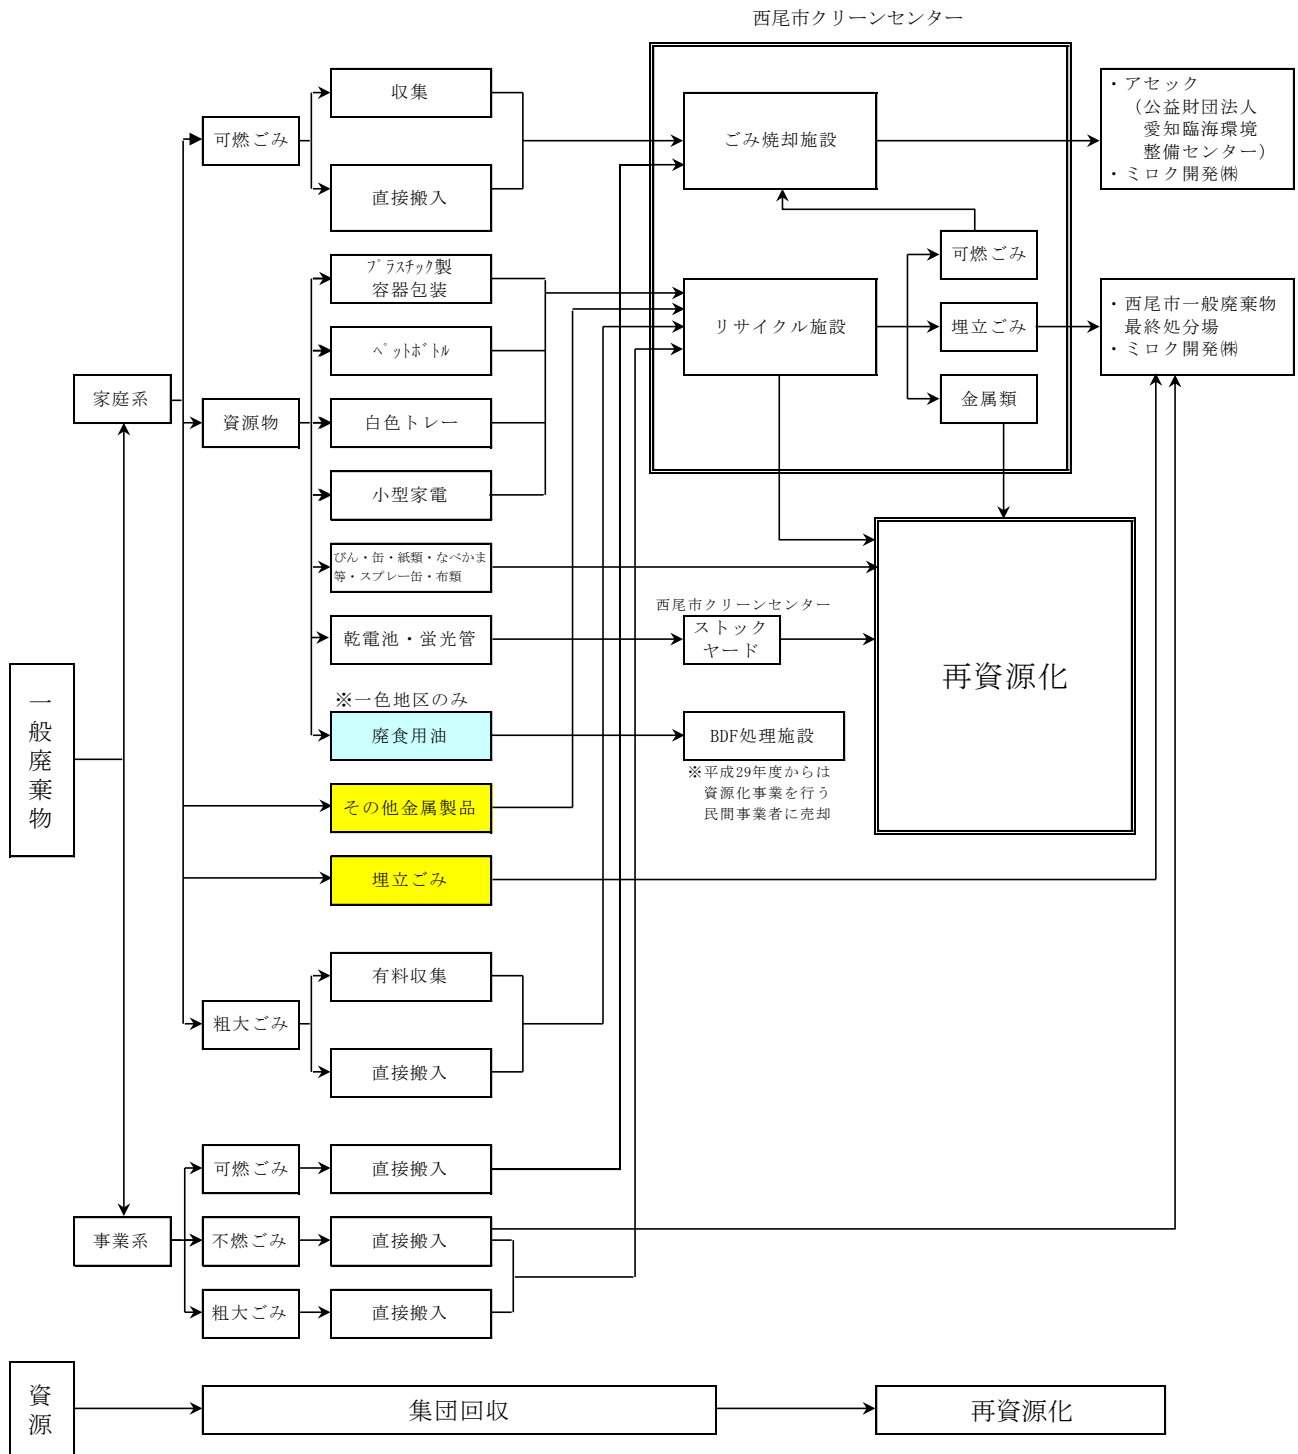 西尾市クリーンセンター
収集
可燃ごみ
直接搬入
ごみ焼却施設
・アセック
（公益財団法人
愛知臨海環境
整備センター）
・ミロク開発㈱
プラスチック製
容器包装
ペットボトル
白色トレー
小型家電
びん・缶・紙類・なべかま
等・スプレー缶・布類
乾電池・蛍光管
家庭系
資源物
リサイクル施設
可燃ごみ
埋立ごみ
金属類
・西尾市一般廃棄物
最終処分場
・ミロク開発㈱
西尾市クリーンセンター
ストック
ヤード
再資源化
一般廃棄物
※一色地区のみ
廃食用油
BDF処理施設
※平成29年度からは
資源化事業を行う
民間事業者に売却
その他金属製品
埋立ごみ
有料収集
粗大ごみ
直接搬入
可燃ごみ
直接搬入
事業系
不燃ごみ
直接搬入
粗大ごみ
直接搬入
資源
集団回収
再資源化